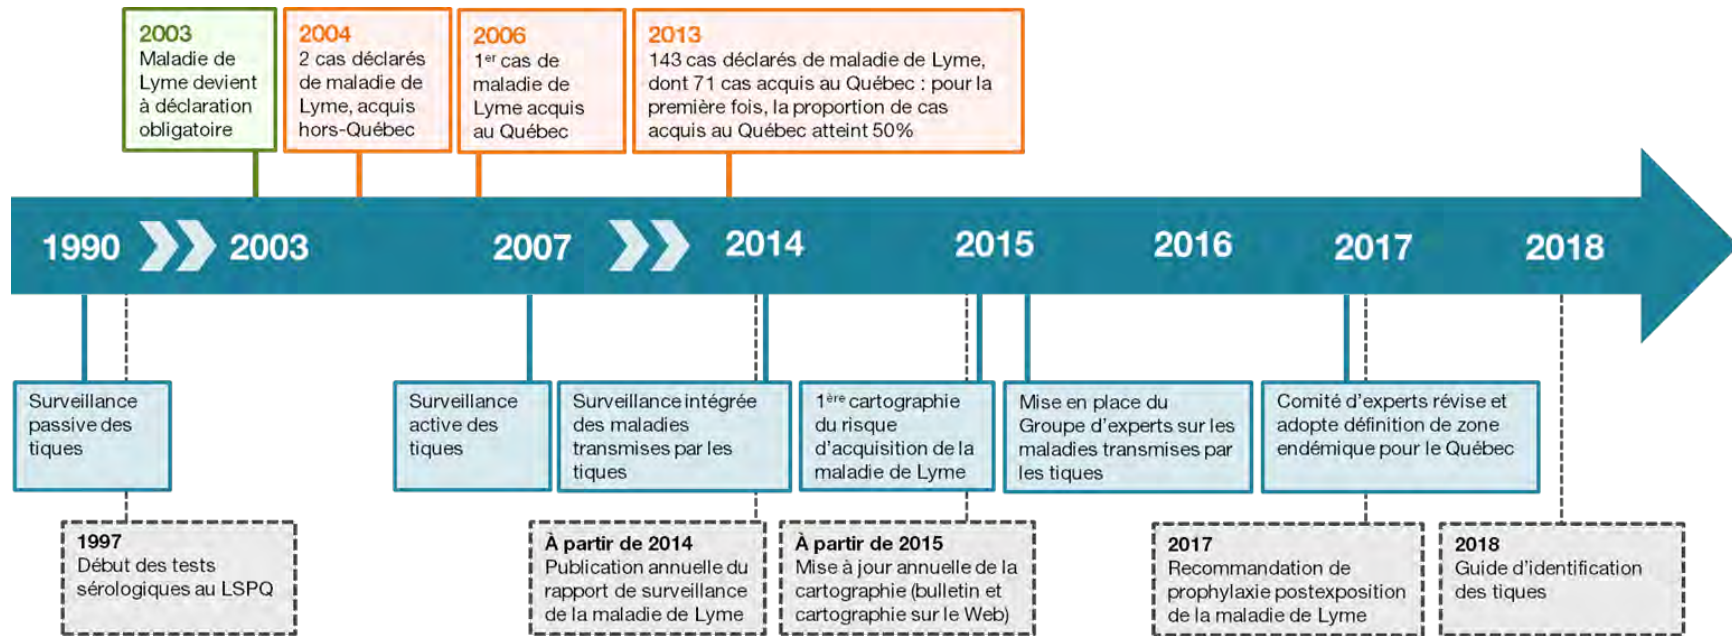 2003
Maladie de
Lyme devient
à déclaration
obligatoire
2004
2 cas déclarés
de maladie de
Lyme, acquis
hors-Québec
2006
1er cas de
maladie de
Lyme acquis
au Québec
2013
143 cas déclarés de maladie de Lyme,
dont 71 cas acquis au Québec : pour la
première fois, la proportion de cas
acquis au Québec atteint 50%
1990 2003 2007 2014 2015 2016 2017 2018
Surveillance
passive des
tiques
Surveillance
active des
tiques
Surveillance intégrée
des maladies
transmises par les
tiques
1ère cartographie
du risque
d'acquisition de la
maladie de Lyme
Mise en place du
Groupe d'experts sur les
maladies transmises par
les tiques
Comité d'experts révise et
adopte définition de zone
endémique pour le Québec
1997
Début des tests
sérologiques au LSPQ
À partir de 2014
Publication annuelle du
rapport de surveillance
de la maladie de Lyme
À partir de 2015
Mise à jour annuelle de la
cartographie (bulletin et
cartographie sur le Web)
2017
Recommandation de
prophylaxie postexposition
de la maladie de Lyme
2018
Guide d'identification
des tiques